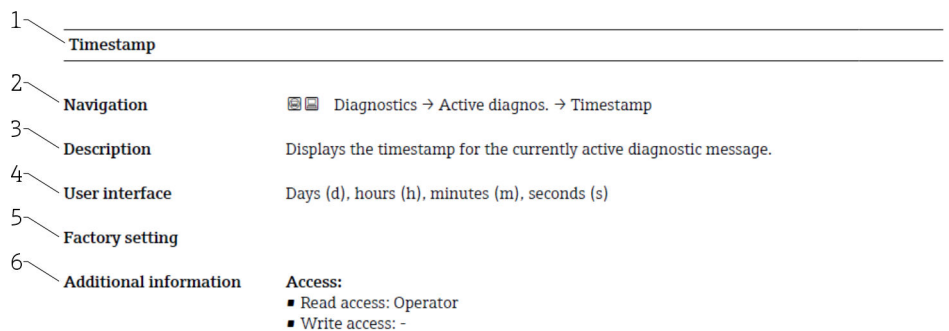 1
Timestamp
2
Navigation Diagnostics → Active diagnos. → Timestamp
3
Description Displays the timestamp for the currently active diagnostic message.
4
User interface Days (d), hours (h), minutes (m), seconds (s)
5
Factory setting
6
Additional information Access:
▪ Read access: Operator
▪ Write access: -